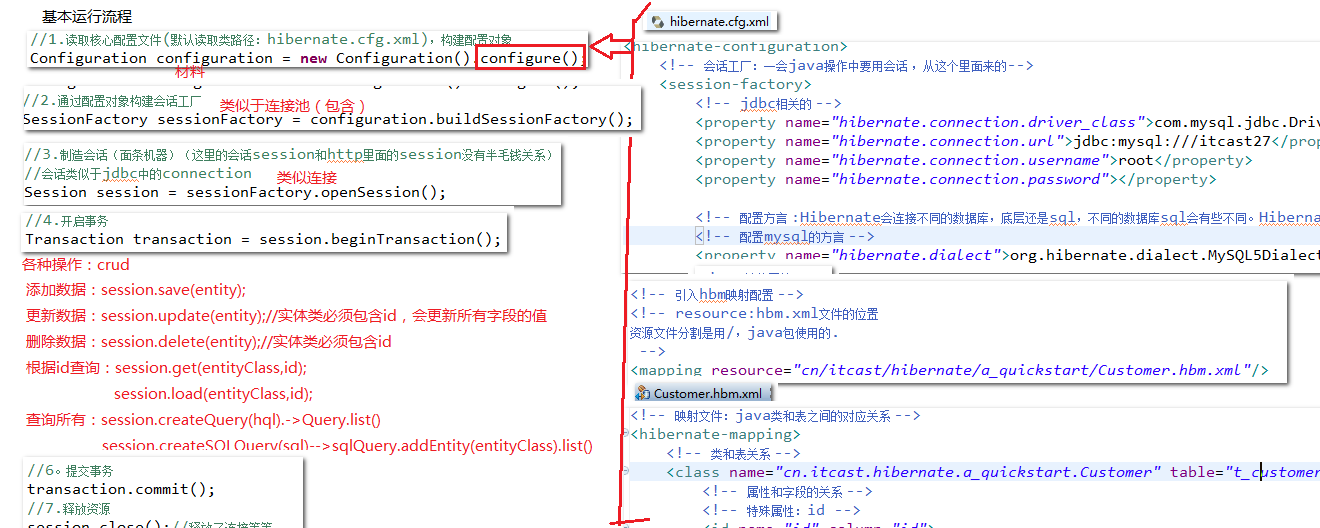 基本运行流程
//1.读取核心配置文件(默认读取类路径：hibernate.cfg.xml)，构建配置对象
Configuration configuration = new Configuration().configure();
材料
//2.通过配置对象构建会话工厂
类似于连接池（包含）
SessionFactory sessionFactory = configuration.buildSessionFactory();
//3.制造会话（面条机器）（这里的会话session和http里面的session没有半毛钱关系）
//会话类似于jdbc中的connection
类似连接
Session session = sessionFactory.openSession();
//4.开启事务
Transaction transaction = session.beginTransaction();
各种操作：crud
添加数据：session.save(entity);
更新数据：session.update(entity);//实体类必须包含id，会更新所有字段的值
删除数据：session.delete(entity);//实体类必须包含id
根据id查询：session.get(entityClass,id);
session.load(entityClass,id);
查询所有：session.createQuery(hql).->Query.list()
session.createSQLQuery(sql)-->sqlQuery.addEntity(entityClass).list()
//6。提交事务
transaction.commit();
//7.释放资源
session.close();//释放了连接等等
hibernate.cfg.xml
<hibernate-configuration>
<!-- 会话工厂：一会java操作中要用会话，从这个里面来的-->
<session-factory>
<!-- jdbc相关的 -->
<property name="hibernate.connection.driver_class">com.mysql.jdbc.Driv
<property name="hibernate.connection.url">jdbc:mysql:///itcast27</prop
<property name="hibernate.connection.username">root</property>
<property name="hibernate.connection.password"></property>
<!-- 配置方言：Hibernate会连接不同的数据库，底层还是sql，不同的数据库sql会有些不同。Hiberna
<!-- 配置mysql的方言 -->
<property name="hibernate.dialect">org.hibernate.dialect.MySQL5Dialect
<!-- 引入hbm映射配置 -->
<!-- resource:hbm.xml文件的位置
资源文件分割是用/，java包使用的.
-->
<mapping resource="cn/itcast/hibernate/a_quickstart/Customer.hbm.xml"/>
Customer.hbm.xml
<!-- 映射文件：java类和表之间的对应关系 -->
<hibernate-mapping>
<!-- 类和表关系 -->
<class name="cn.itcast.hibernate.a_quickstart.Customer" table="t_customer
<!-- 属性和字段的关系 -->
<!-- 特殊属性：id -->
<id name="id" column="id">